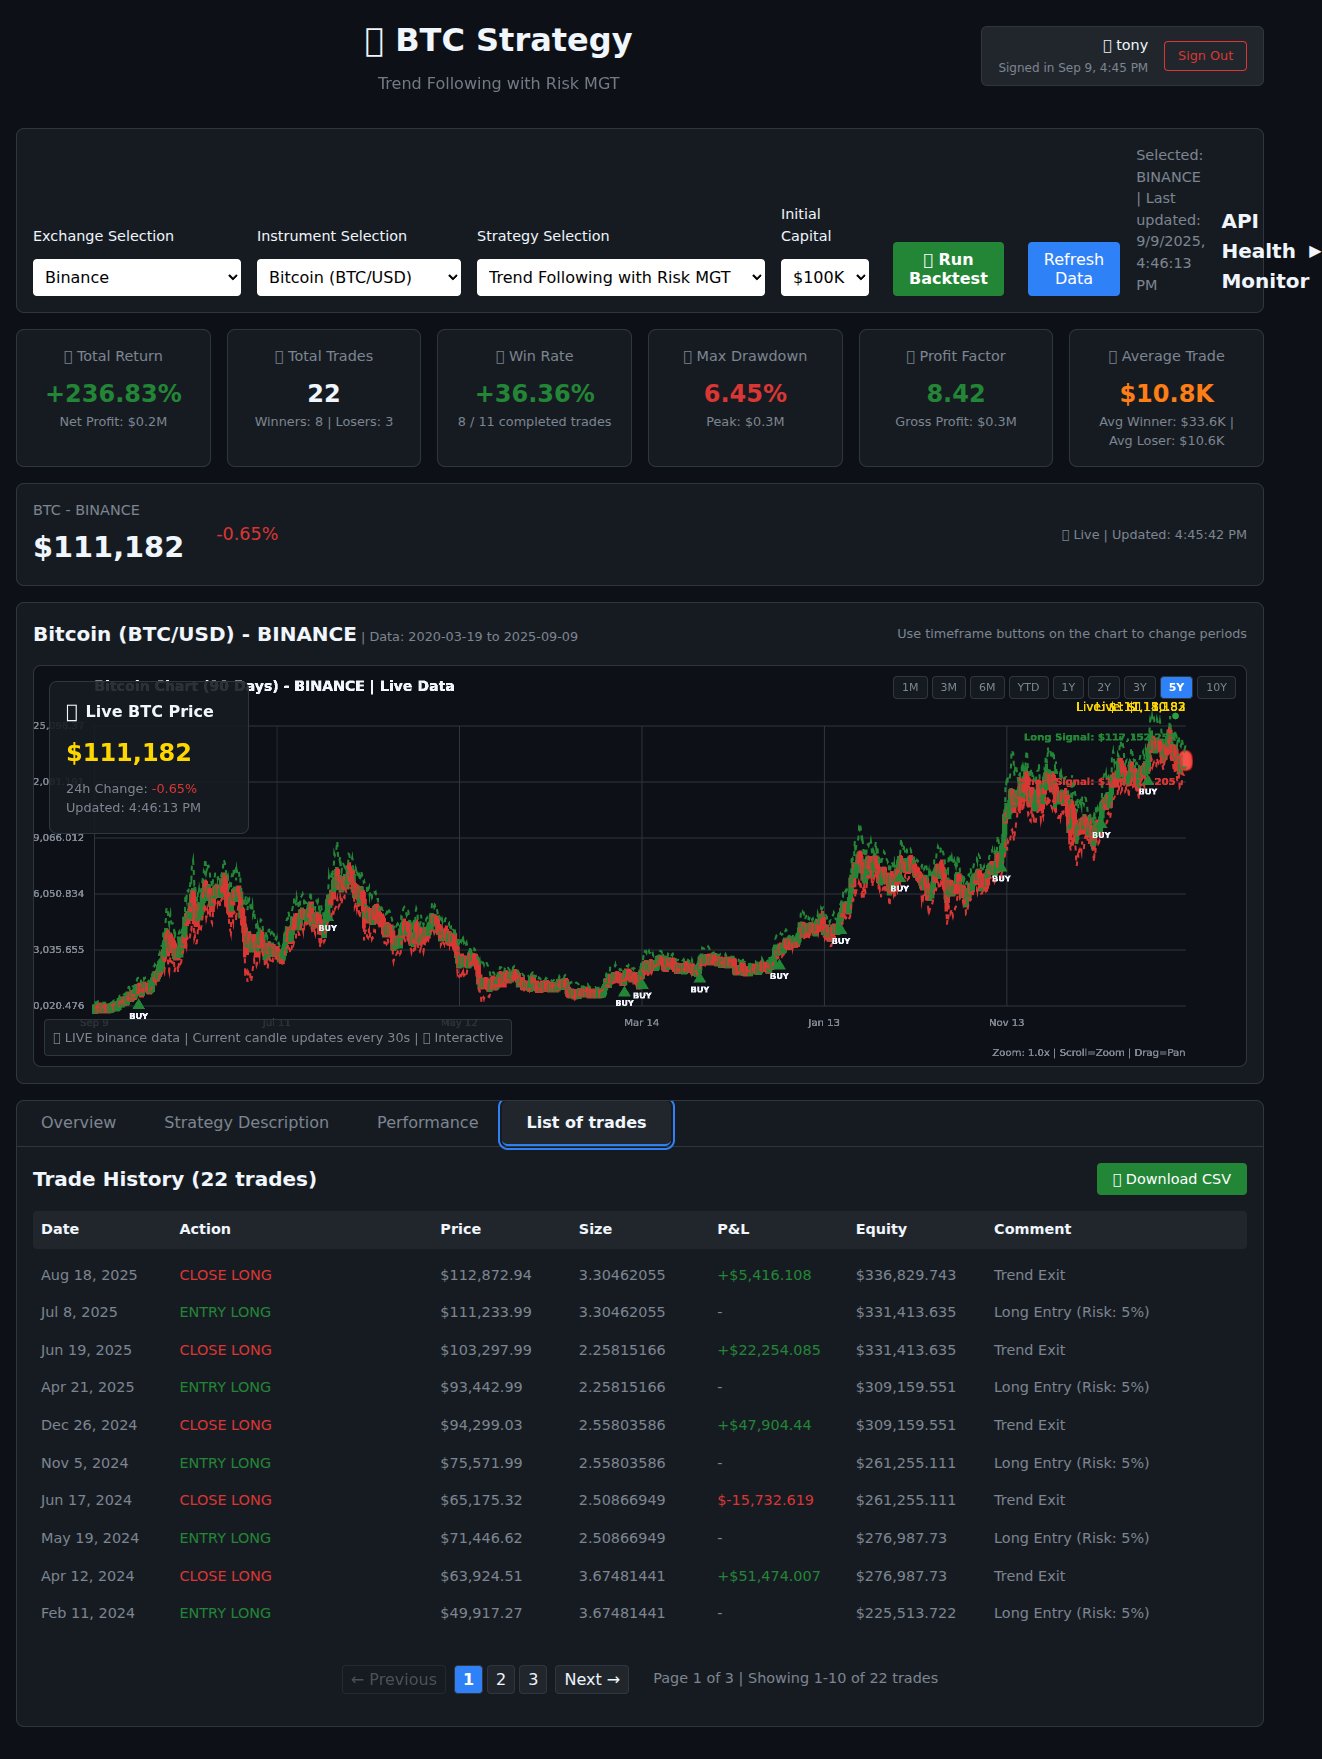 BTC Strategy
Trend Following with Risk MGT
tony
Signed in Sep 9, 4:45 PM
Sign Out
Exchange Selection
Binance
Instrument Selection
Bitcoin (BTC/USD)
Strategy Selection
Trend Following with Risk MGT
Initial
Capital
$100K
Run
Backtest
Refresh
Data
Selected:
BINANCE
| Last
updated:
9/9/2025,
4:46:13
PM
API
Health ▶
Monitor
Total Return
+236.83%
Net Profit: $0.2M
Total Trades
22
Winners: 8 | Losers: 3
Win Rate
+36.36%
8 / 11 completed trades
Max Drawdown
6.45%
Peak: $0.3M
Profit Factor
8.42
Gross Profit: $0.3M
Average Trade
$10.8K
Avg Winner: $33.6K |
Avg Loser: $10.6K
BTC - BINANCE
$111,182
-0.65%
Live | Updated: 4:45:42 PM
Bitcoin (BTC/USD) - BINANCE | Data: 2020-03-19 to 2025-09-09
Use timeframe buttons on the chart to change periods
Bitcoin Chart (90 Days) - BINANCE | Live Data
1M 3M 6M YTD 1Y 2Y 3Y 5Y 10Y
Live BTC Price
$111,182
24h Change: -0.65%
Updated: 4:46:13 PM
Long Signal:
Signal:
9,066.012
6,050.834
3,035.655
0,020.476
BUY
BUY
BUY
BUY
BUY
BUY
BUY
BUY
BUY
BUY
BUY
Sep 9
Jul 11
May 12
Mar 14
Jan 13
Nov 13
LIVE binance data | Current candle updates every 30s | Interactive
Zoom: 1.0x | Scroll=Zoom | Drag=Pan
Overview
Strategy Description
Performance
List of trades
Trade History (22 trades)
Download CSV
Date Action Price Size P&L Equity Comment
Aug 18, 2025 CLOSE LONG $112,872.94 3.30462055 +$5,416.108 $336,829.743 Trend Exit
Jul 8, 2025 ENTRY LONG $111,233.99 3.30462055 - $331,413.635 Long Entry (Risk: 5%)
Jun 19, 2025 CLOSE LONG $103,297.99 2.25815166 +$22,254.085 $331,413.635 Trend Exit
Apr 21, 2025 ENTRY LONG $93,442.99 2.25815166 - $309,159.551 Long Entry (Risk: 5%)
Dec 26, 2024 CLOSE LONG $94,299.03 2.55803586 +$47,904.44 $309,159.551 Trend Exit
Nov 5, 2024 ENTRY LONG $75,571.99 2.55803586 - $261,255.111 Long Entry (Risk: 5%)
Jun 17, 2024 CLOSE LONG $65,175.32 2.50866949 $-15,732.619 $261,255.111 Trend Exit
May 19, 2024 ENTRY LONG $71,446.62 2.50866949 - $276,987.73 Long Entry (Risk: 5%)
Apr 12, 2024 CLOSE LONG $63,924.51 3.67481441 +$51,474.007 $276,987.73 Trend Exit
Feb 11, 2024 ENTRY LONG $49,917.27 3.67481441 - $225,513.722 Long Entry (Risk: 5%)
← Previous 1 2 3 Next → Page 1 of 3 | Showing 1-10 of 22 trades